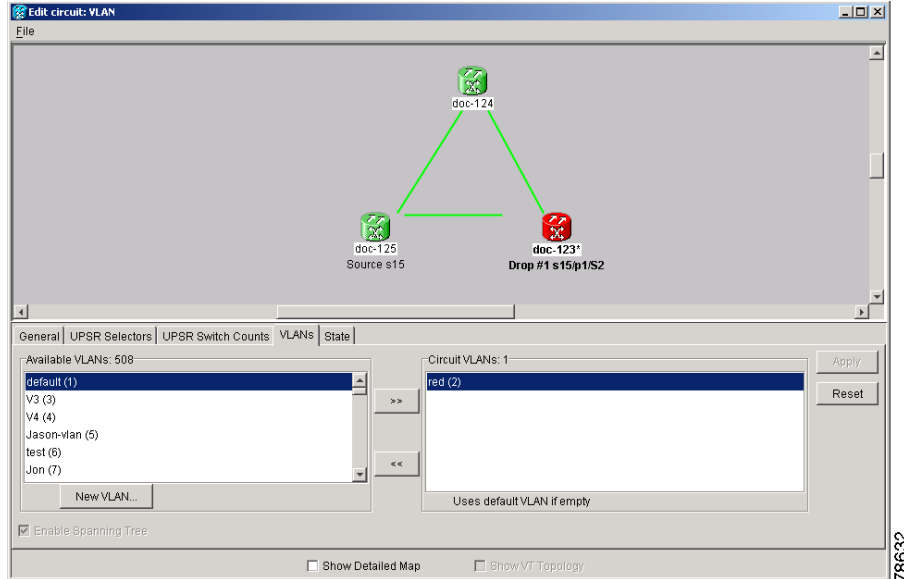 Edit circuit: VLAN
File
doc-124
doc-125
Source s15
doc-123*
Drop #1 s15/p1/S2
General UPSR Selectors UPSR Switch Counts VLANs State
Available VLANs: 508
default (1)
V3 (3)
V4 (4)
Jason-vlan (5)
test (6)
Jon (7)
New VLAN...
>>
<<
Circuit VLANs: 1
red (2)
Uses default VLAN if empty
Apply
Reset
Enable Spanning Tree
Show Detailed Map Show VT Topology
78632